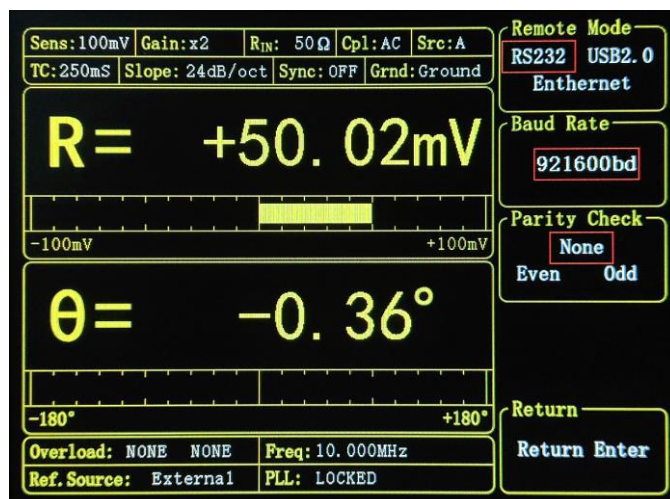 Sens:100mV Gain:x2 RIN: 50Ω Cpl:AC Src:A
TC:250mS Slope:24dB/oct Sync:OFF Grnd:Ground
R= +50.02mV
-100mV +100mV
θ= -0.36°
-180° +180°
Overload: NONE NONE Freq:10.000MHz
Ref.Source: External PLL: LOCKED
Remote Mode
RS232 USB2.0
Enthernet
Baud Rate
921600bd
Parity Check
None
Even Odd
Return
Return Enter